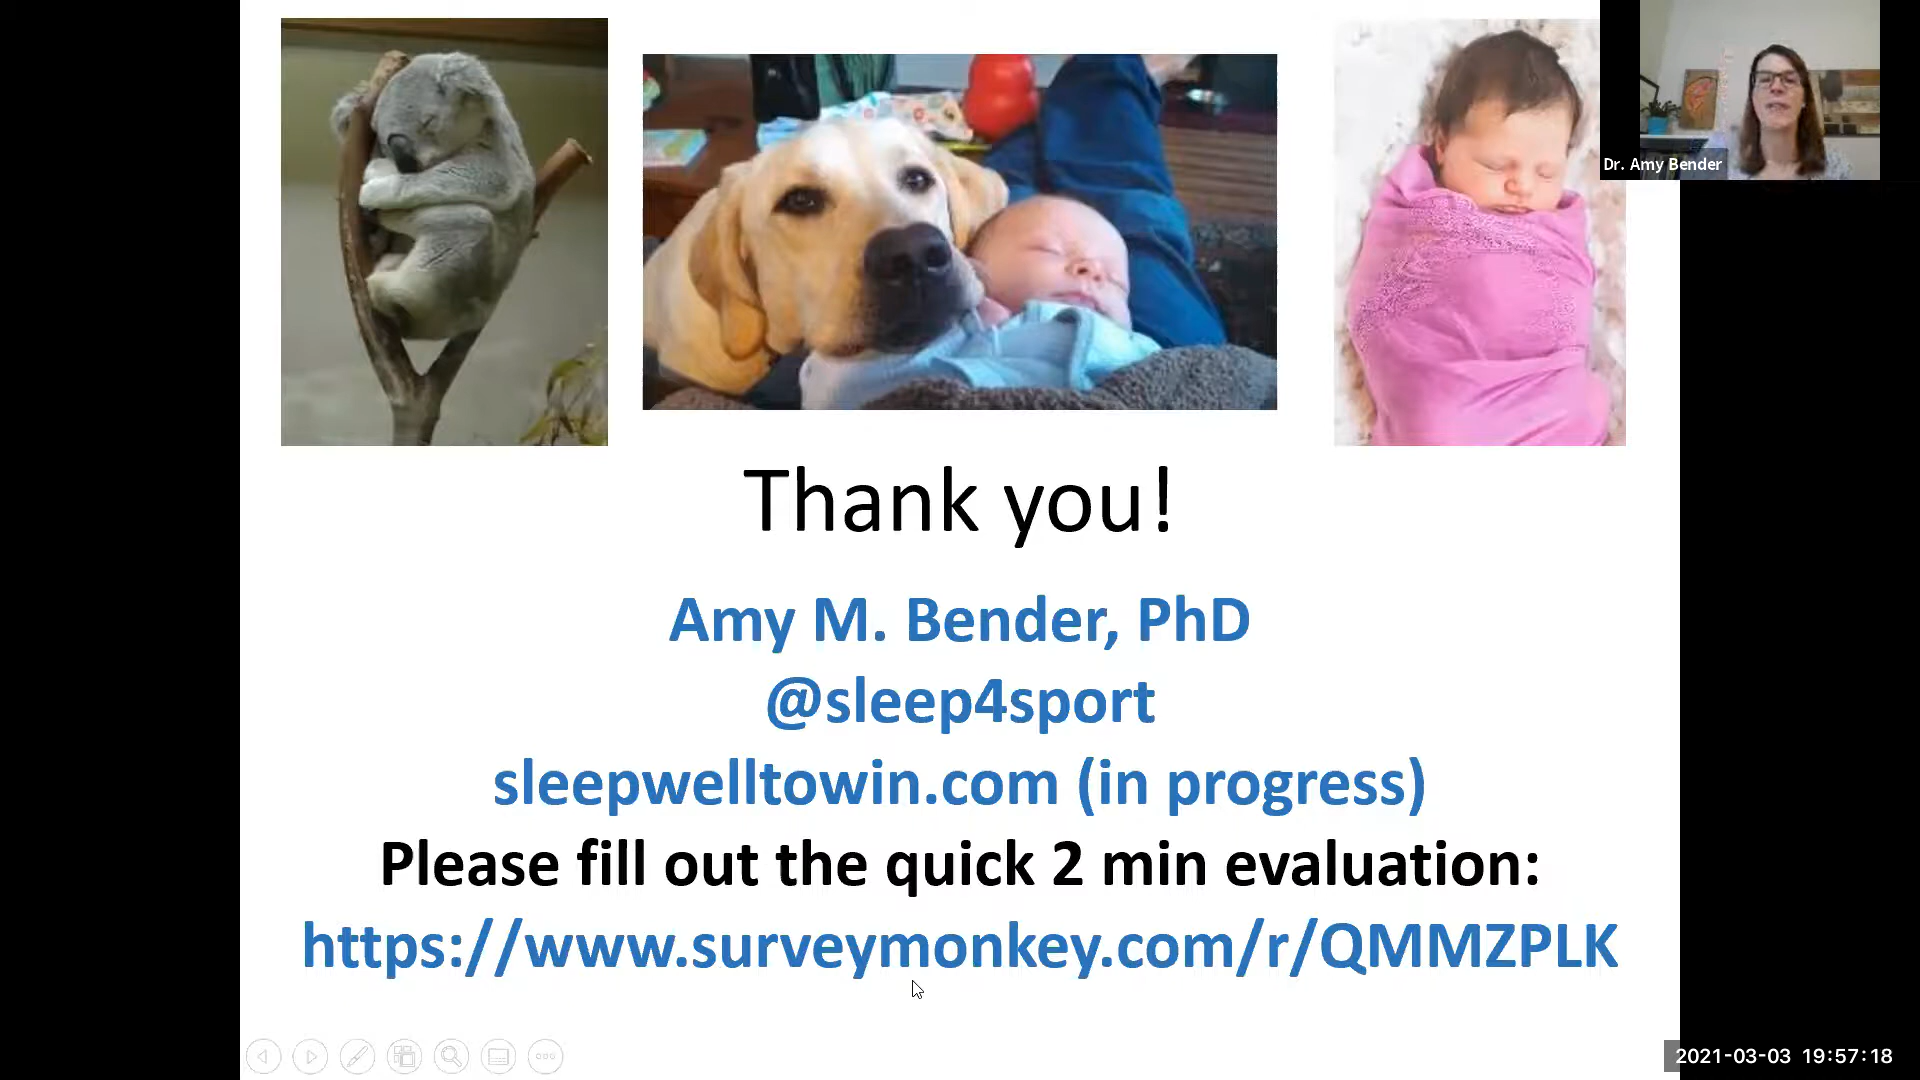 Dr. Amy Bender
Thank you!
Amy M. Bender, PhD
@sleep4sport
sleepwelltowin.com (in progress)
Please fill out the quick 2 min evaluation:
https://www.surveymonkey.com/r/QMMZPLK
2021-03-03 19:57:18